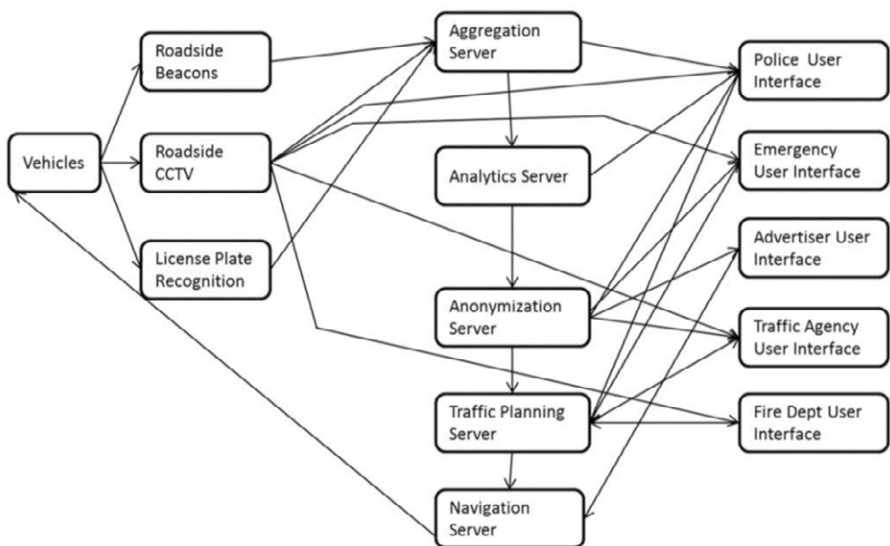 Vehicles
Roadside
Beacons
Roadside
CCTV
License Plate
Recognition
Aggregation
Server
Analytics Server
Anonymization
Server
Traffic Planning
Server
Navigation
Server
Police User
Interface
Emergency
User Interface
Advertiser User
Interface
Traffic Agency
User Interface
Fire Dept User
Interface